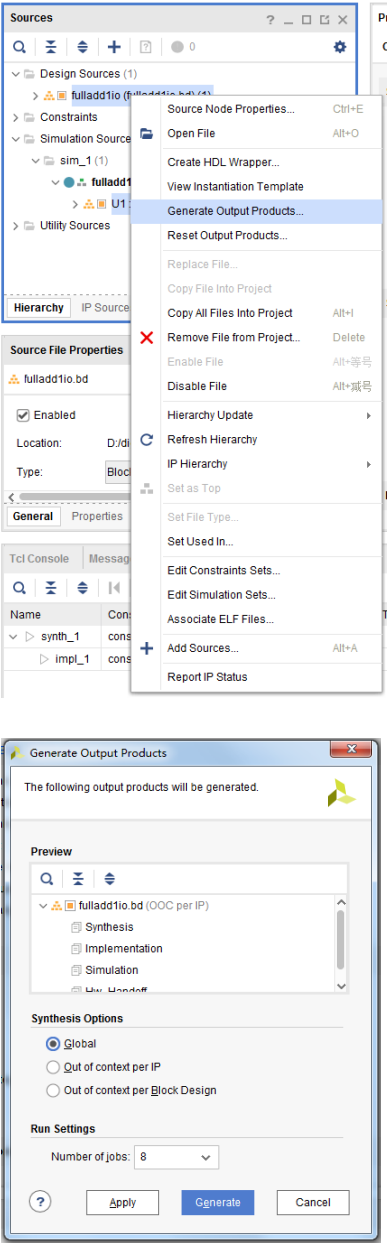 Sources
? _ □ ×
0
Design Sources (1)
fulladd1io (fulladd1io.bd) (1)
Constraints
Simulation Source
sim_1 (1)
fulladd1
U1
Utility Sources
Hierarchy IP Source
Source Node Properties... Ctrl+E
Open File Alt+O
Create HDL Wrapper...
View Instantiation Template
Generate Output Products...
Reset Output Products...
Replace File...
Copy File Into Project
Copy All Files Into Project Alt+I
Remove File from Project... Delete
Enable File Alt+等号
Disable File Alt+减号
Hierarchy Update
Refresh Hierarchy
IP Hierarchy
Set as Top
Set File Type...
Set Used In...
Edit Constraints Sets...
Edit Simulation Sets...
Associate ELF Files...
Add Sources... Alt+A
Report IP Status
Source File Properties
fulladd1io.bd
Enabled
Location: D:/di
Type: Bloc
General Properties
Tcl Console Messag
Name Con
synth_1 cons
impl_1 cons
Generate Output Products
The following output products will be generated.
Preview
fulladd1io.bd (OOC per IP)
Synthesis
Implementation
Simulation
Hw_Handoff
Synthesis Options
Global
Out of context per IP
Out of context per Block Design
Run Settings
Number of jobs: 8
? Apply Generate Cancel